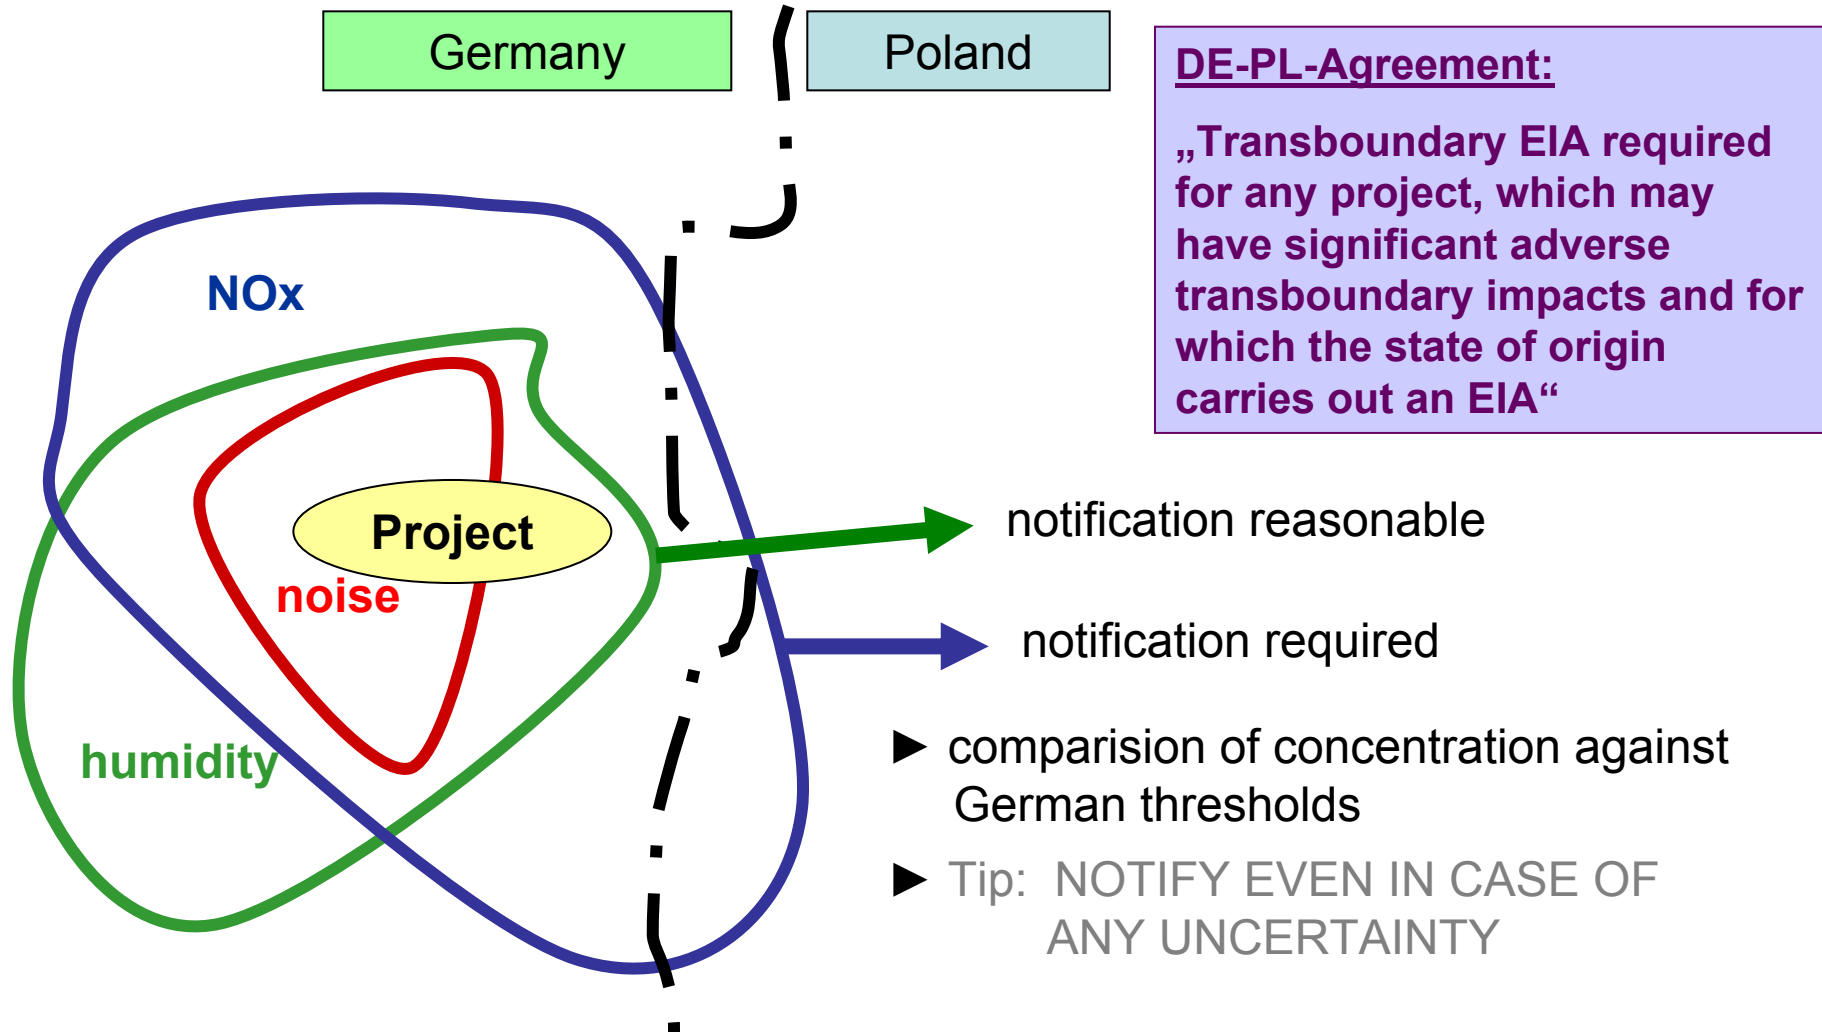 Germany
Poland
DE-PL-Agreement:
„Transboundary EIA required
for any project, which may
have significant adverse
transboundary impacts and for
which the state of origin
carries out an EIA“
NOx
Project
noise
humidity
notification reasonable
notification required
► comparision of concentration against
German thresholds
► Tip: NOTIFY EVEN IN CASE OF
ANY UNCERTAINTY